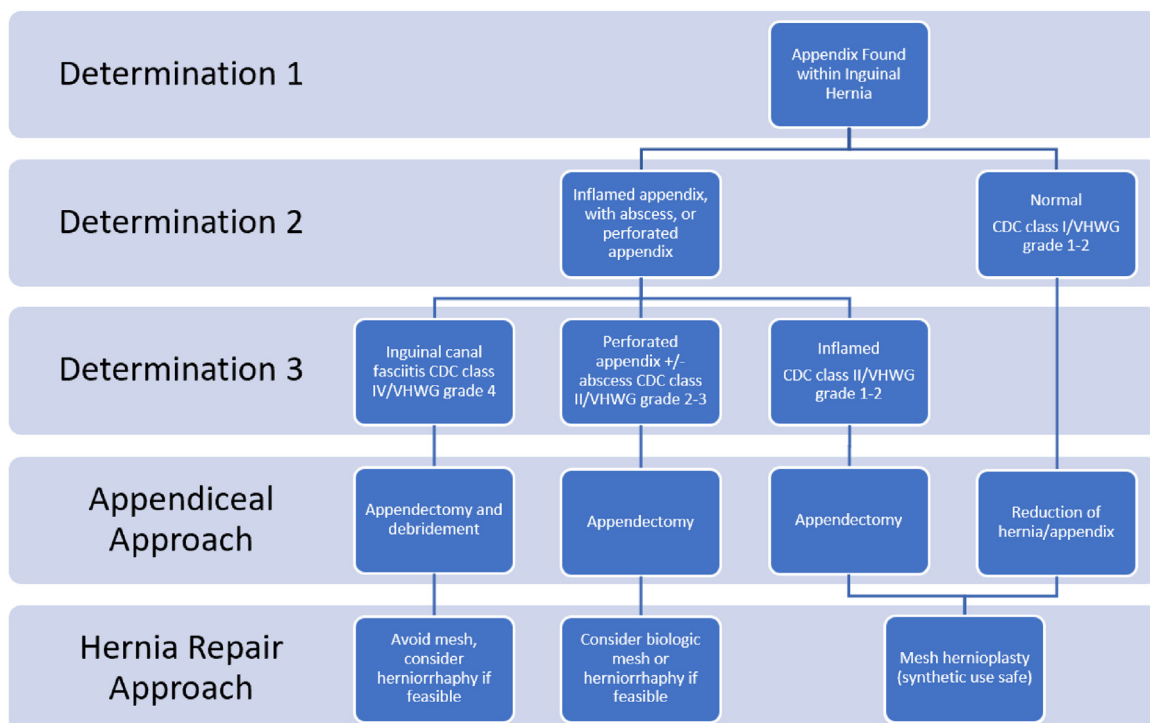 Determination 1
Appendix Found
within Inguinal
Hernia
Determination 2
Inflamed appendix,
with abscess, or
perforated
appendix
Normal
CDC class I/VHWG
grade 1-2
Determination 3
Inguinal canal
fasciitis CDC class
IV/VHWG grade 4
Perforated
appendix +/-
abscess CDC class
II/VHWG grade 2-3
Inflamed
CDC class II/VHWG
grade 1-2
Appendiceal
Approach
Appendectomy and
debridement
Appendectomy
Appendectomy
Reduction of
hernia/appendix
Hernia Repair
Approach
Avoid mesh,
consider
herniorrhaphy if
feasible
Consider biologic
mesh or
herniorrhaphy if
feasible
Mesh hernioplasty
(synthetic use safe)